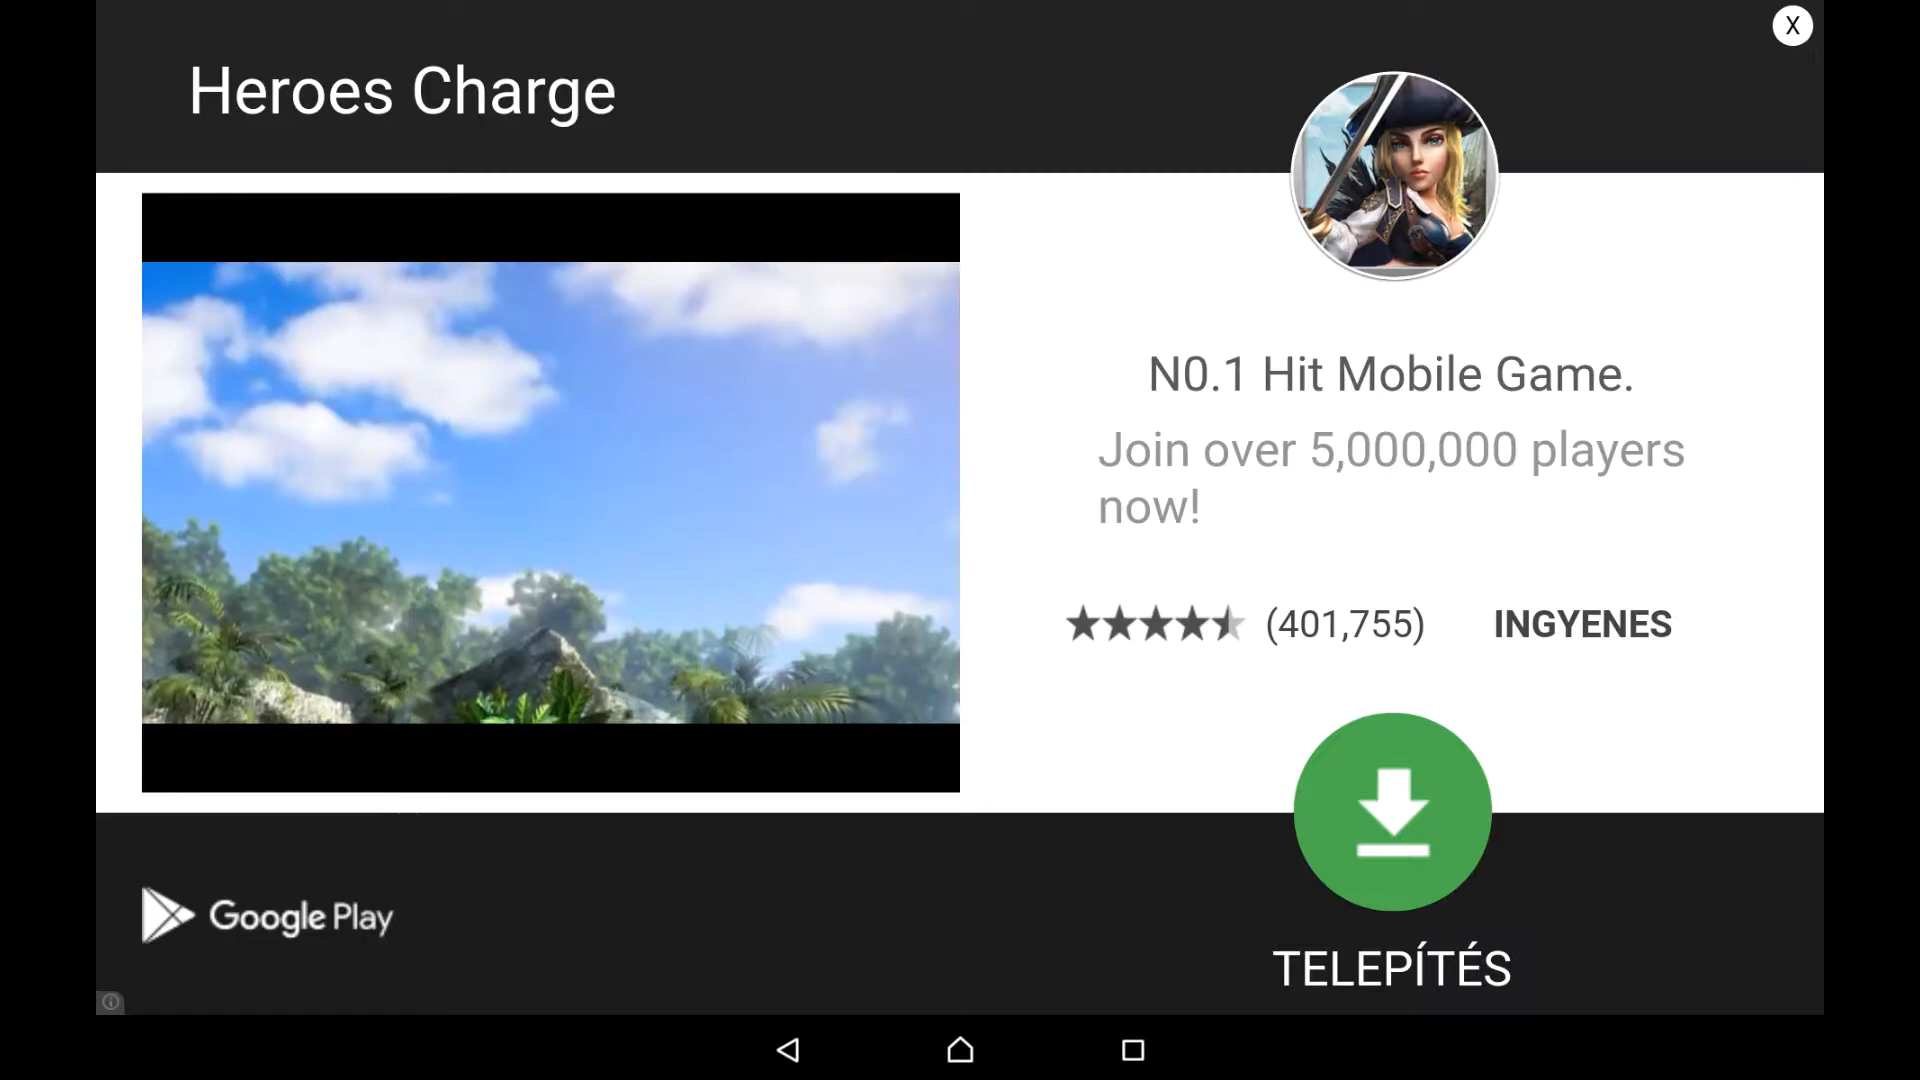 X
Heroes Charge
N0.1 Hit Mobile Game.
Join over 5,000,000 players
now!
(401,755) INGYENES
Google Play
TELEPÍTÉS